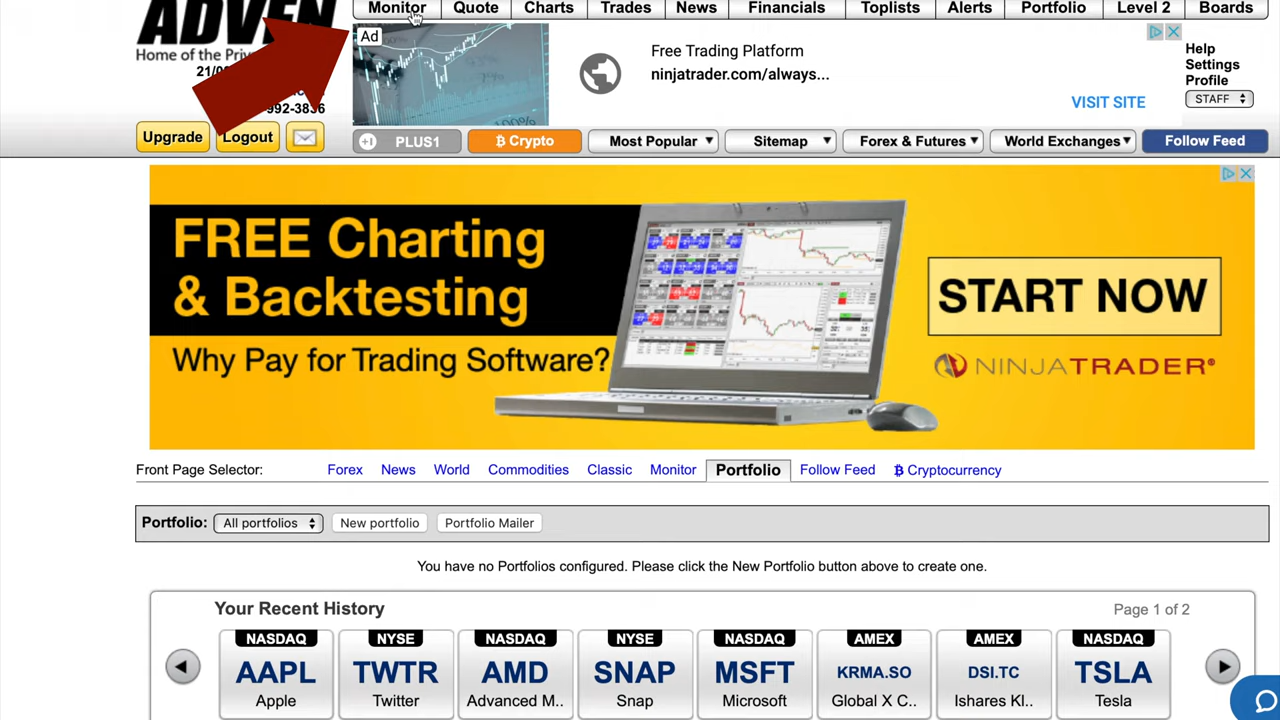 Monitor Quote Charts Trades News Financials Toplists Alerts Portfolio Level 2 Boards
Home of the
Ad
Free Trading Platform
ninjatrader.com/always...
VISIT SITE
Help
Settings
Profile
STAFF
Upgrade Logout
+1 PLUS1 Crypto Most Popular Sitemap Forex & Futures World Exchanges Follow Feed
FREE Charting
& Backtesting
Why Pay for Trading Software?
START NOW
NINJATRADER®
Front Page Selector: Forex News World Commodities Classic Monitor Portfolio Follow Feed Cryptocurrency
Portfolio: All portfolios New portfolio Portfolio Mailer
You have no Portfolios configured. Please click the New Portfolio button above to create one.
Your Recent History Page 1 of 2
NASDAQ NYSE NASDAQ NYSE NASDAQ AMEX AMEX NASDAQ
AAPL TWTR AMD SNAP MSFT KRMA.SO DSI.TC TSLA
Apple Twitter Advanced M.. Snap Microsoft Global X C.. Ishares Kl.. Tesla